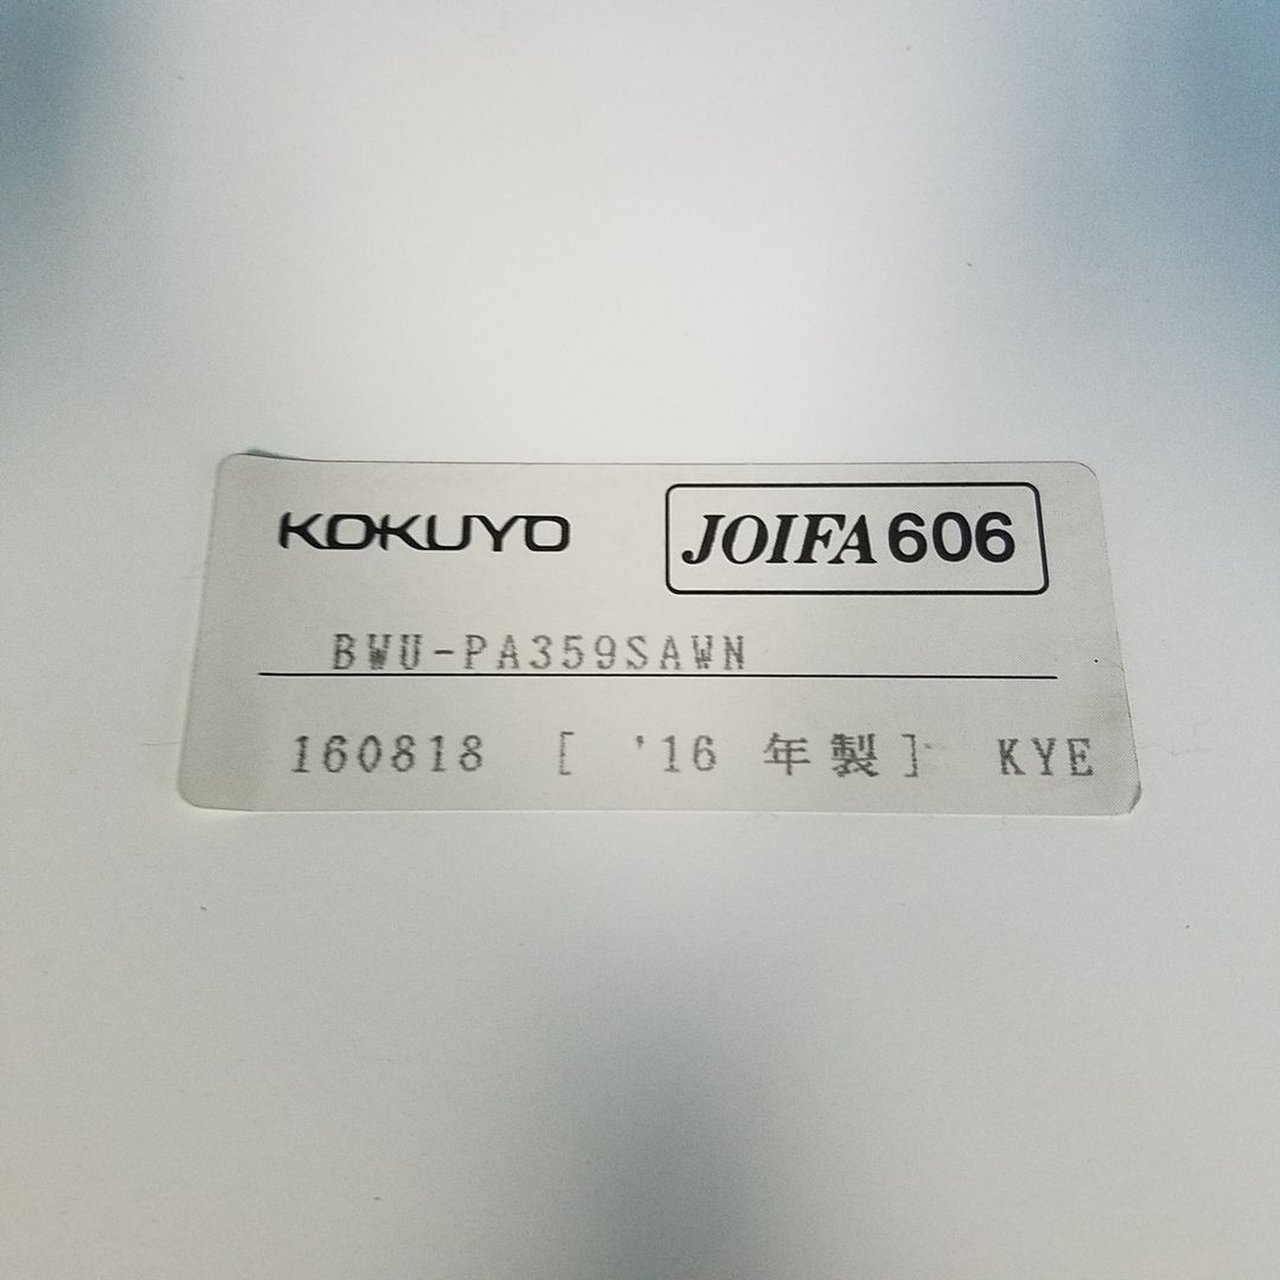 KOKUYO JOIFA606
BWU-PA359SAWN
160818 [ '16 年製] KYE